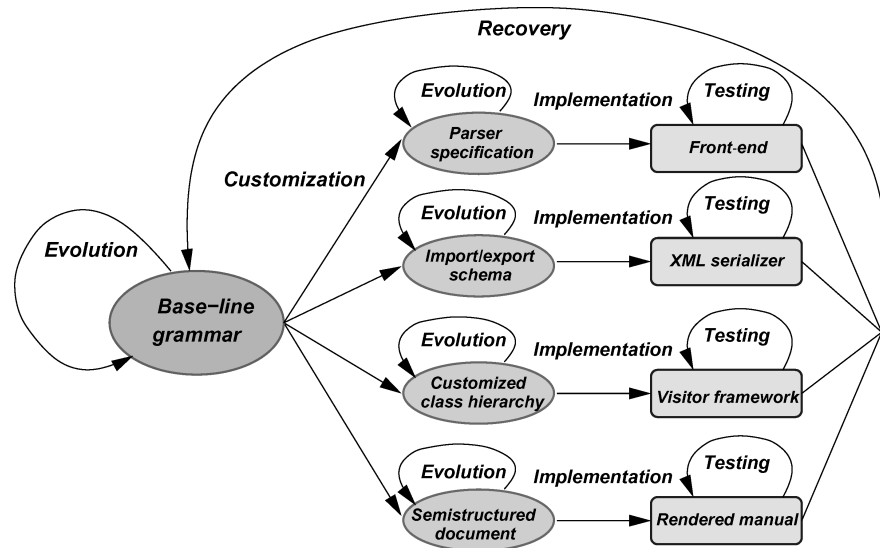 Recovery
Evolution
Implementation
Testing
Parser
specification
Front-end
Customization
Evolution
Implementation
Testing
Import/export
schema
XML serializer
Evolution
Base−line
grammar
Evolution
Implementation
Testing
Customized
class hierarchy
Visitor framework
Evolution
Implementation
Testing
Semistructured
document
Rendered manual